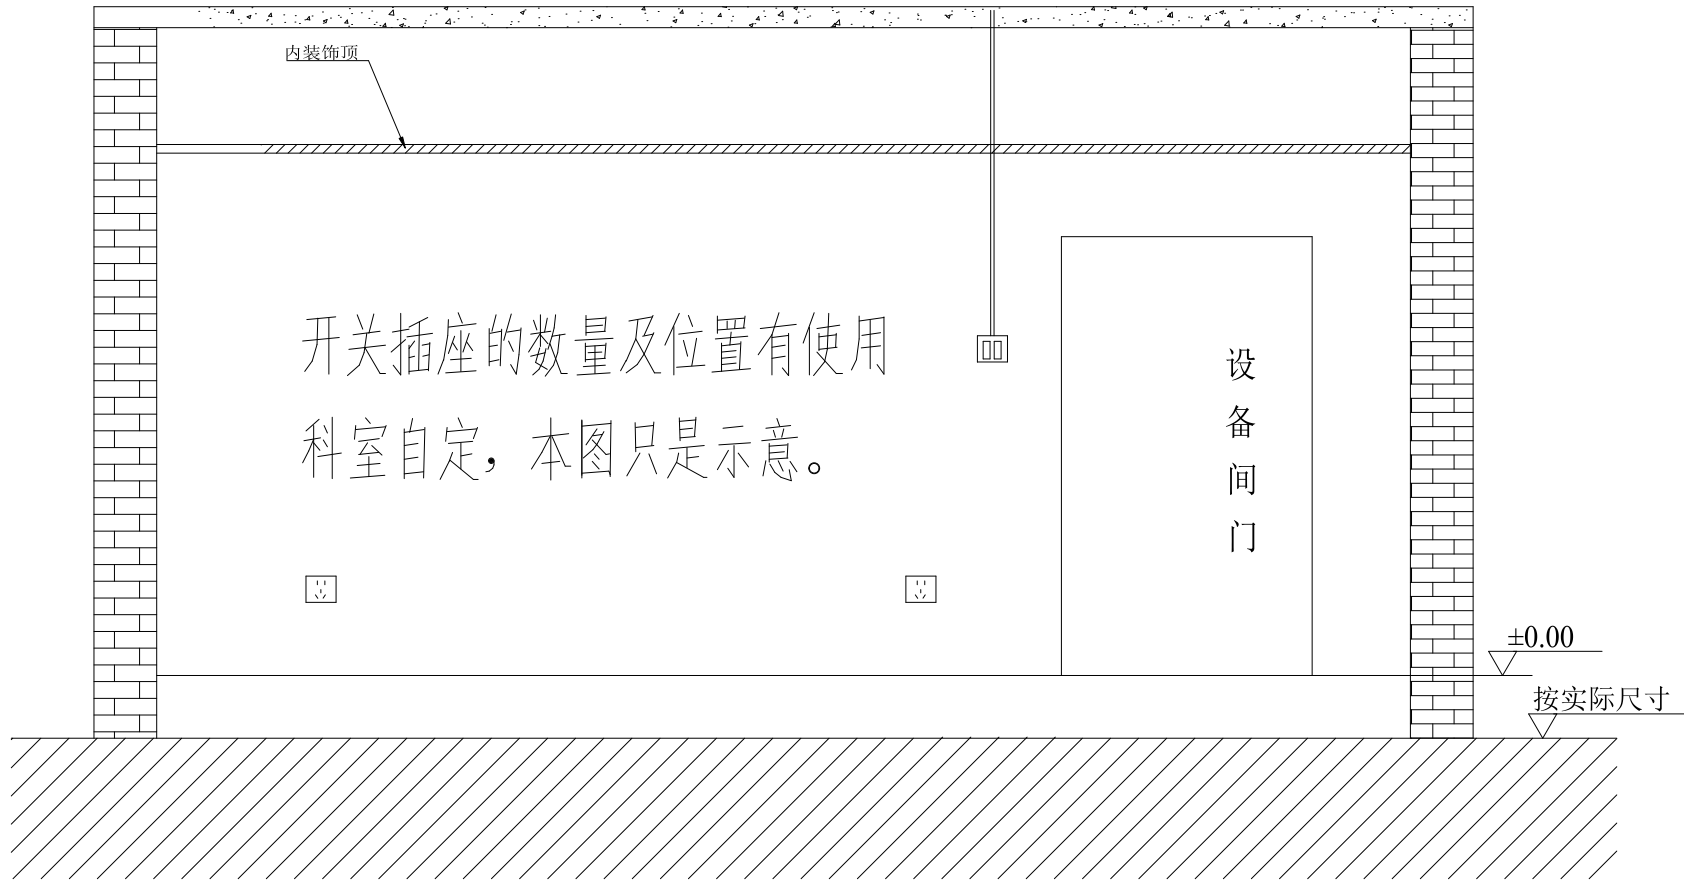 内装饰顶
开关插座的数量及位置有使用
科室自定，本图只是示意。
设
备
间
门
±0.00
按实际尺寸